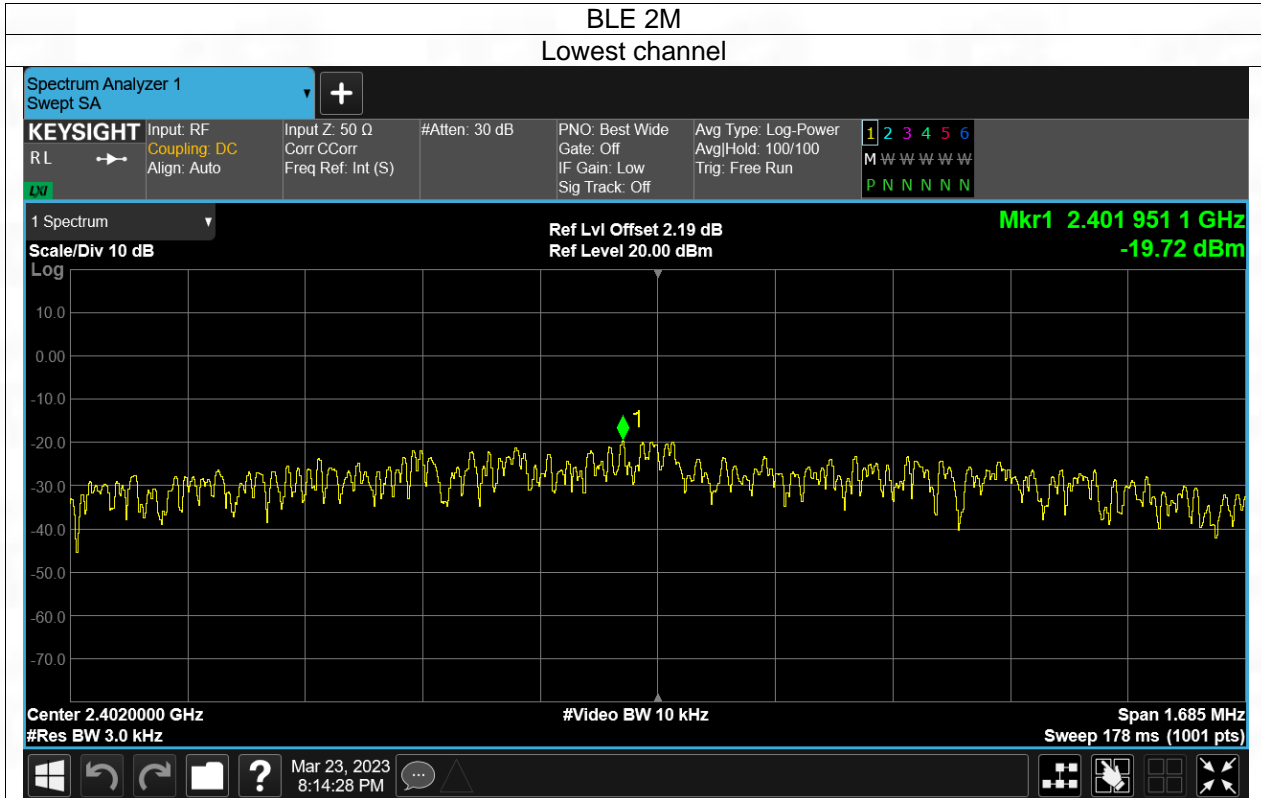 BLE 2M
Lowest channel
Spectrum Analyzer 1
Swept SA
KEYSIGHT
RL
LXI
Input: RF
Coupling: DC
Align: Auto
Input Z: 50 Ω
Corr CCorr
Freq Ref: Int (S)
#Atten: 30 dB
PNO: Best Wide
Gate: Off
IF Gain: Low
Sig Track: Off
Avg Type: Log-Power
Avg|Hold: 100/100
Trig: Free Run
1 2 3 4 5 6
M W W W W W
P N N N N N
1 Spectrum
Scale/Div 10 dB
Ref Lvl Offset 2.19 dB
Ref Level 20.00 dBm
Mkr1 2.401 951 1 GHz
-19.72 dBm
Log
10.0
0.00
-10.0
1
-20.0
-30.0
-40.0
-50.0
-60.0
-70.0
Center 2.4020000 GHz
#Res BW 3.0 kHz
#Video BW 10 kHz
Span 1.685 MHz
Sweep 178 ms (1001 pts)
?
Mar 23, 2023
8:14:28 PM